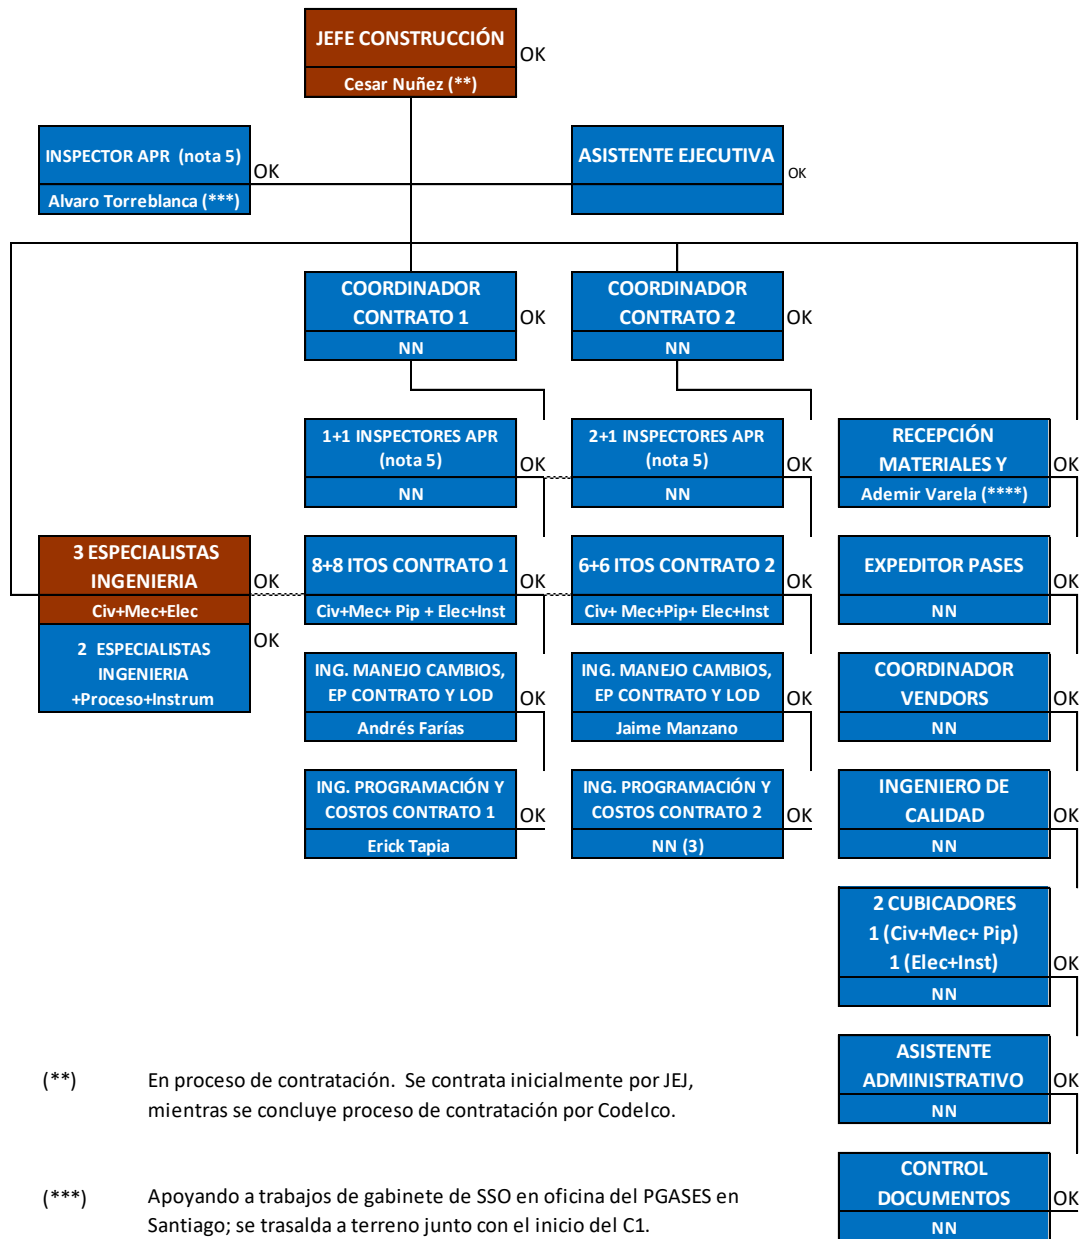 JEFE CONSTRUCCIÓN
OK
Cesar Nuñez (**)
INSPECTOR APR (nota 5)
OK
Alvaro Torreblanca (***)
ASISTENTE EJECUTIVA
OK
COORDINADOR
CONTRATO 1
OK
NN
COORDINADOR
CONTRATO 2
OK
NN
1+1 INSPECTORES APR
(nota 5)
OK
NN
2+1 INSPECTORES APR
(nota 5)
OK
NN
RECEPCIÓN
MATERIALES Y
OK
Ademir Varela (****)
3 ESPECIALISTAS
INGENIERIA
OK
Civ+Mec+Elec
2 ESPECIALISTAS
INGENIERIA
+Proceso+Instrum
OK
8+8 ITOS CONTRATO 1
OK
Civ+Mec+ Pip + Elec+Inst
6+6 ITOS CONTRATO 2
OK
Civ+ Mec+Pip+ Elec+Inst
EXPEDITOR PASES
OK
NN
ING. MANEJO CAMBIOS,
EP CONTRATO Y LOD
OK
Andrés Farías
ING. MANEJO CAMBIOS,
EP CONTRATO Y LOD
OK
Jaime Manzano
COORDINADOR
VENDORS
OK
NN
ING. PROGRAMACIÓN Y
COSTOS CONTRATO 1
OK
Erick Tapia
ING. PROGRAMACIÓN Y
COSTOS CONTRATO 2
OK
NN (3)
INGENIERO DE
CALIDAD
OK
NN
2 CUBICADORES
1 (Civ+Mec+ Pip)
1 (Elec+Inst)
OK
NN
ASISTENTE
ADMINISTRATIVO
OK
NN
CONTROL
DOCUMENTOS
OK
NN
(**) En proceso de contratación. Se contrata inicialmente por JEJ,
mientras se concluye proceso de contratación por Codelco.
(***) Apoyando a trabajos de gabinete de SSO en oficina del PGASES en
Santiago; se trasalda a terreno junto con el inicio del C1.